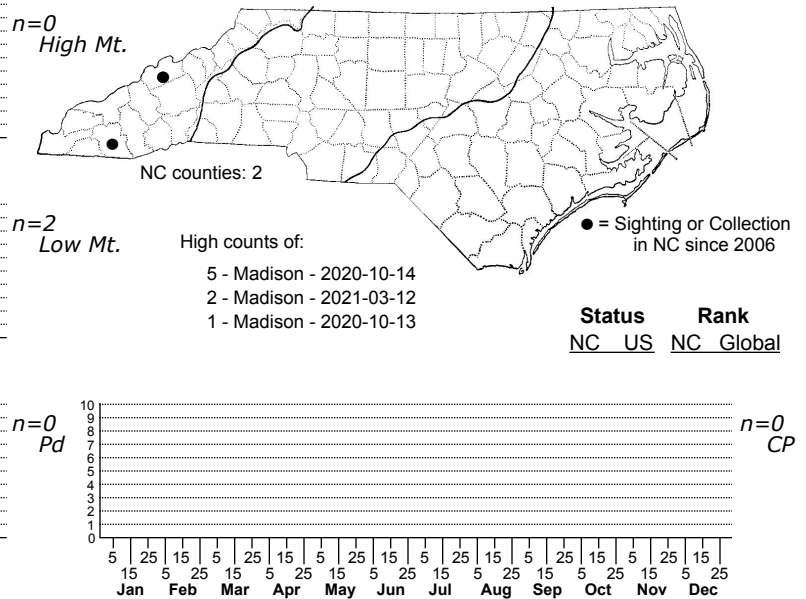 n=0
High Mt.
NC counties: 2
n=2
Low Mt.
High counts of:
5 - Madison - 2020-10-14
2 - Madison - 2021-03-12
1 - Madison - 2020-10-13
● = Sighting or Collection
in NC since 2006
Status Rank
NC US NC Global
n=0
Pd
10
9
8
7
6
5
4
3
2
1
0
n=0
CP
5 25 15 5 25 15 5 25 15 5 25 15 5 25 15 5 25 15
15 5 25 15 5 25 15 5 25 15 5 25 15 5 25 15 5 25
Jan Feb Mar Apr May Jun Jul Aug Sep Oct Nov Dec